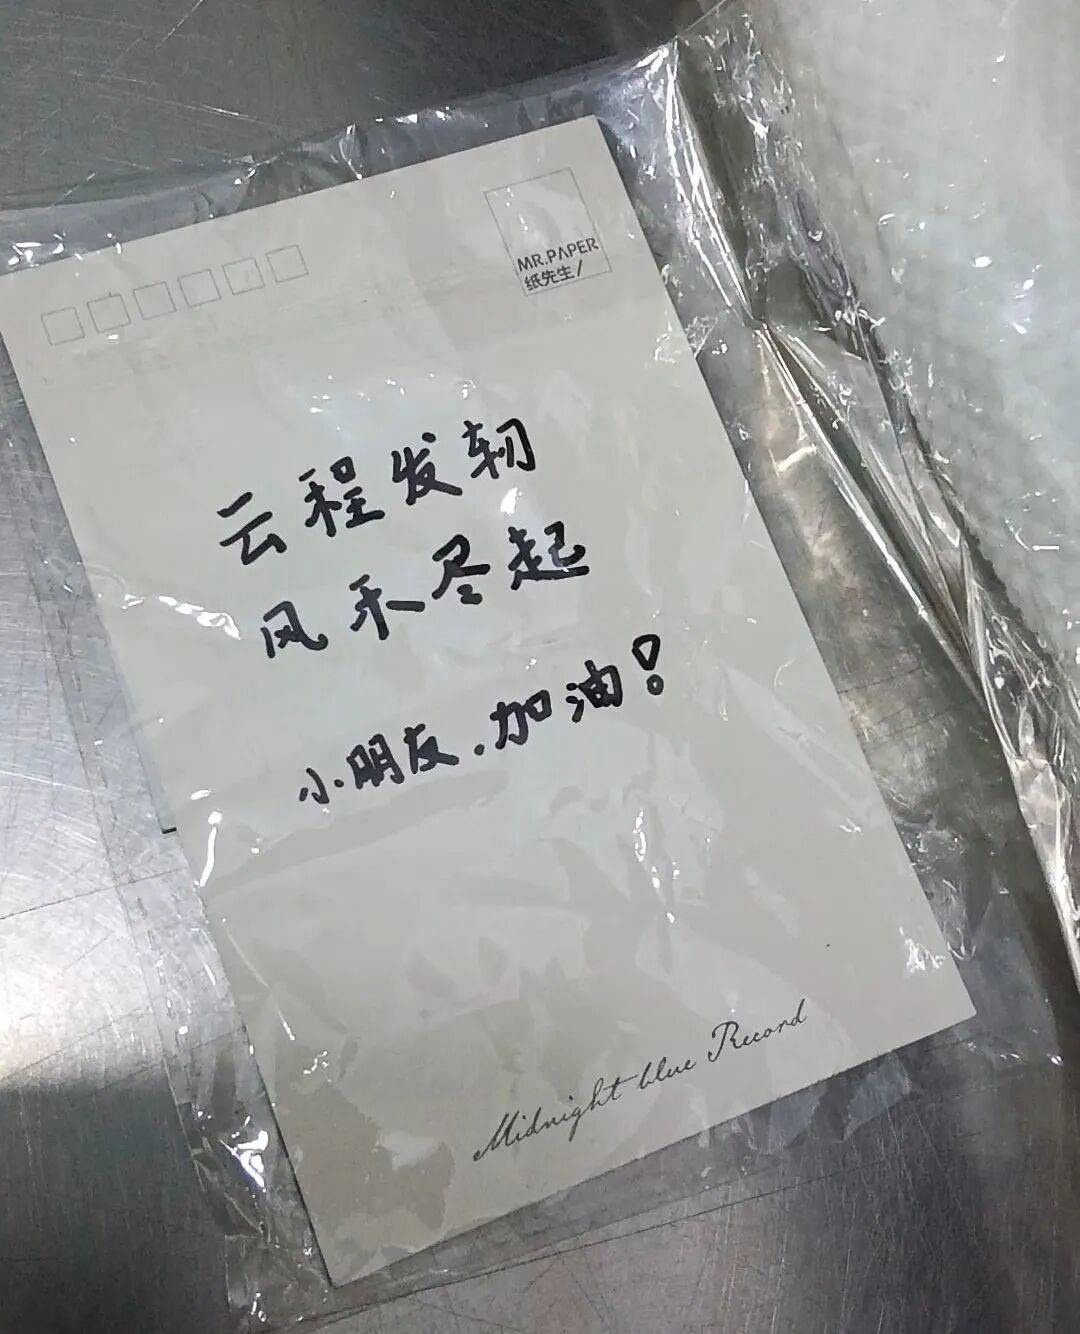 MR.PAPER
纸先生/
云程发轫
风禾尽起
小朋友.加油!
Midnight blue Record